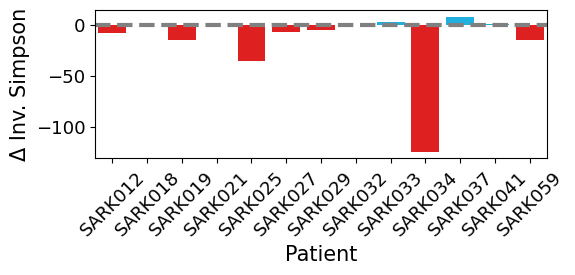 Δ Inv. Simpson
0
−50
−100
SARK012
SARK018
SARK019
SARK021
SARK025
SARK027
SARK029
SARK032
SARK033
SARK034
SARK037
SARK041
SARK059
Patient